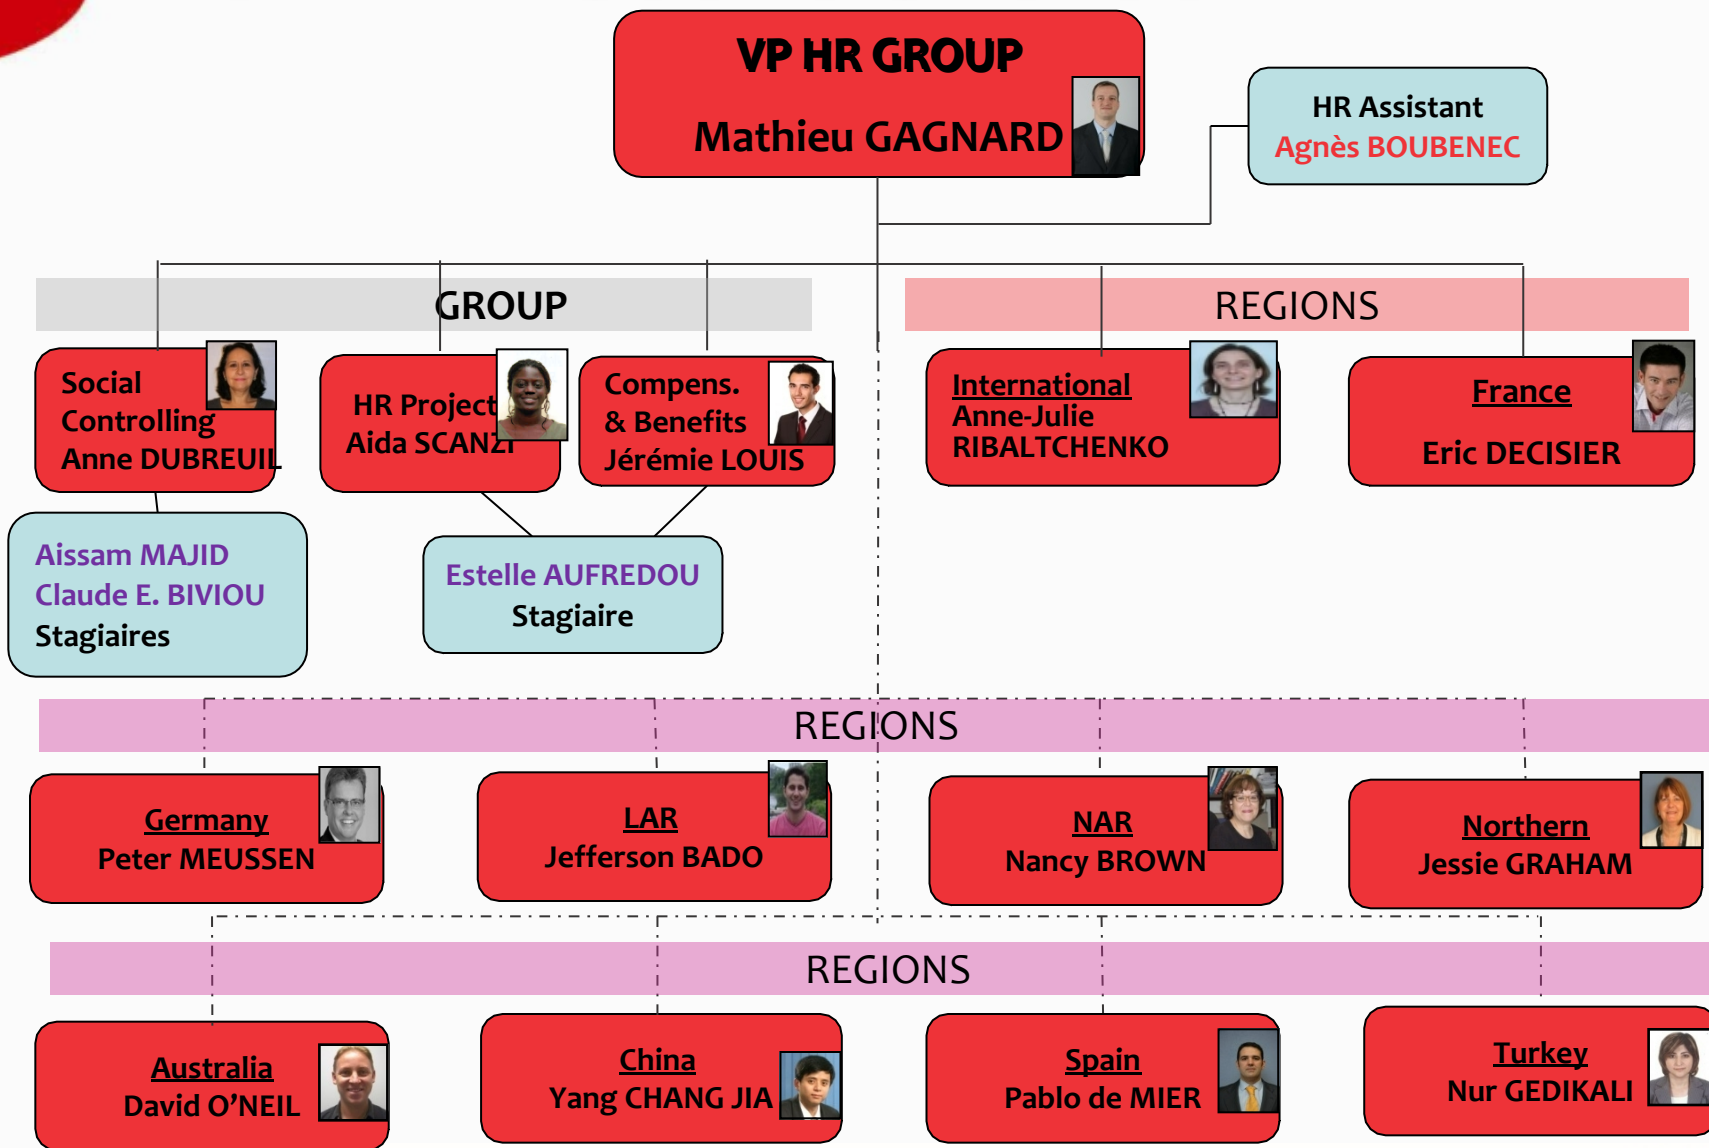 VP HR GROUP
Mathieu GAGNARD
HR Assistant
Agnès BOUBENEC
GROUP
REGIONS
Social
Controlling
Anne DUBREUIL
HR Project
Aida SCANZI
Compens.
& Benefits
Jérémie LOUIS
International
Anne-Julie
RIBALTCHENKO
France
Eric DECISIER
Aissam MAJID
Claude E. BIVIOU
Stagiaires
Estelle AUFREDOU
Stagiaire
REGIONS
Germany
Peter MEUSSEN
LAR
Jefferson BADO
NAR
Nancy BROWN
Northern
Jessie GRAHAM
REGIONS
Australia
David O’NEIL
China
Yang CHANG JIA
Spain
Pablo de MIER
Turkey
Nur GEDIKALI